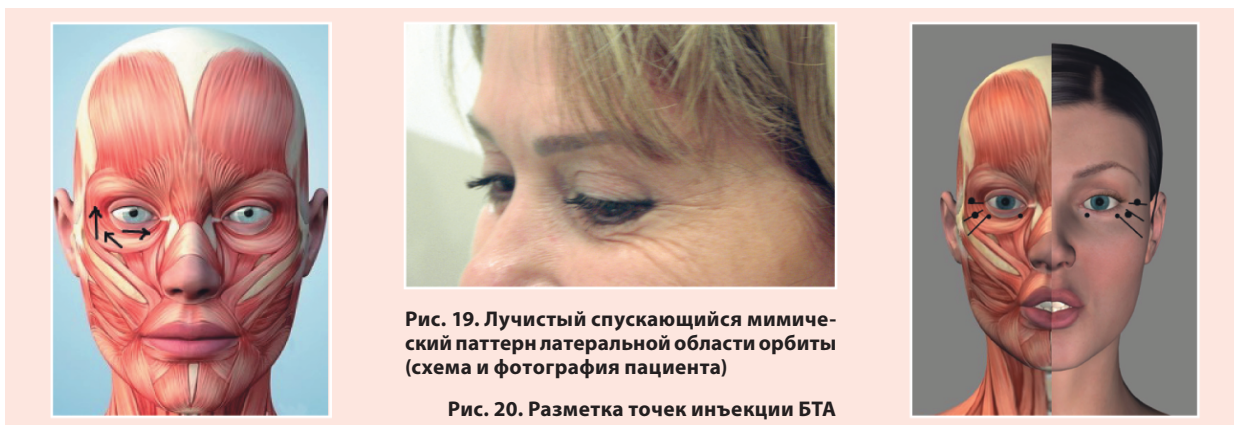 Рис. 19. Лучистый спускающийся мимиче-
ский паттерн латеральной области орбиты
(схема и фотография пациента)
Рис. 20. Разметка точек инъекции БТА